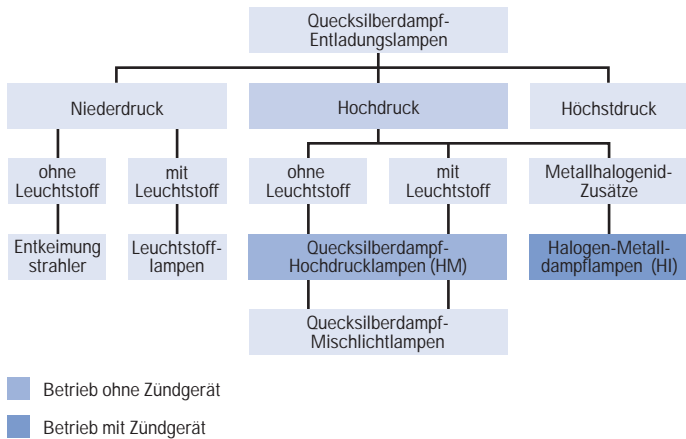 Quecksilberdampf-
Entladungslampen
Niederdruck
Hochdruck
Höchstdruck
ohne
Leuchtstoff
mit
Leuchtstoff
ohne
Leuchtstoff
mit
Leuchtstoff
Metallhalogenid-
Zusätze
Entkeimung
strahler
Leuchtstoff-
lampen
Quecksilberdampf-
Hochdrucklampen (HM)
Halogen-Metall-
dampflampen (HI)
Quecksilberdampf-
Mischlichtlampen
Betrieb ohne Zündgerät
Betrieb mit Zündgerät